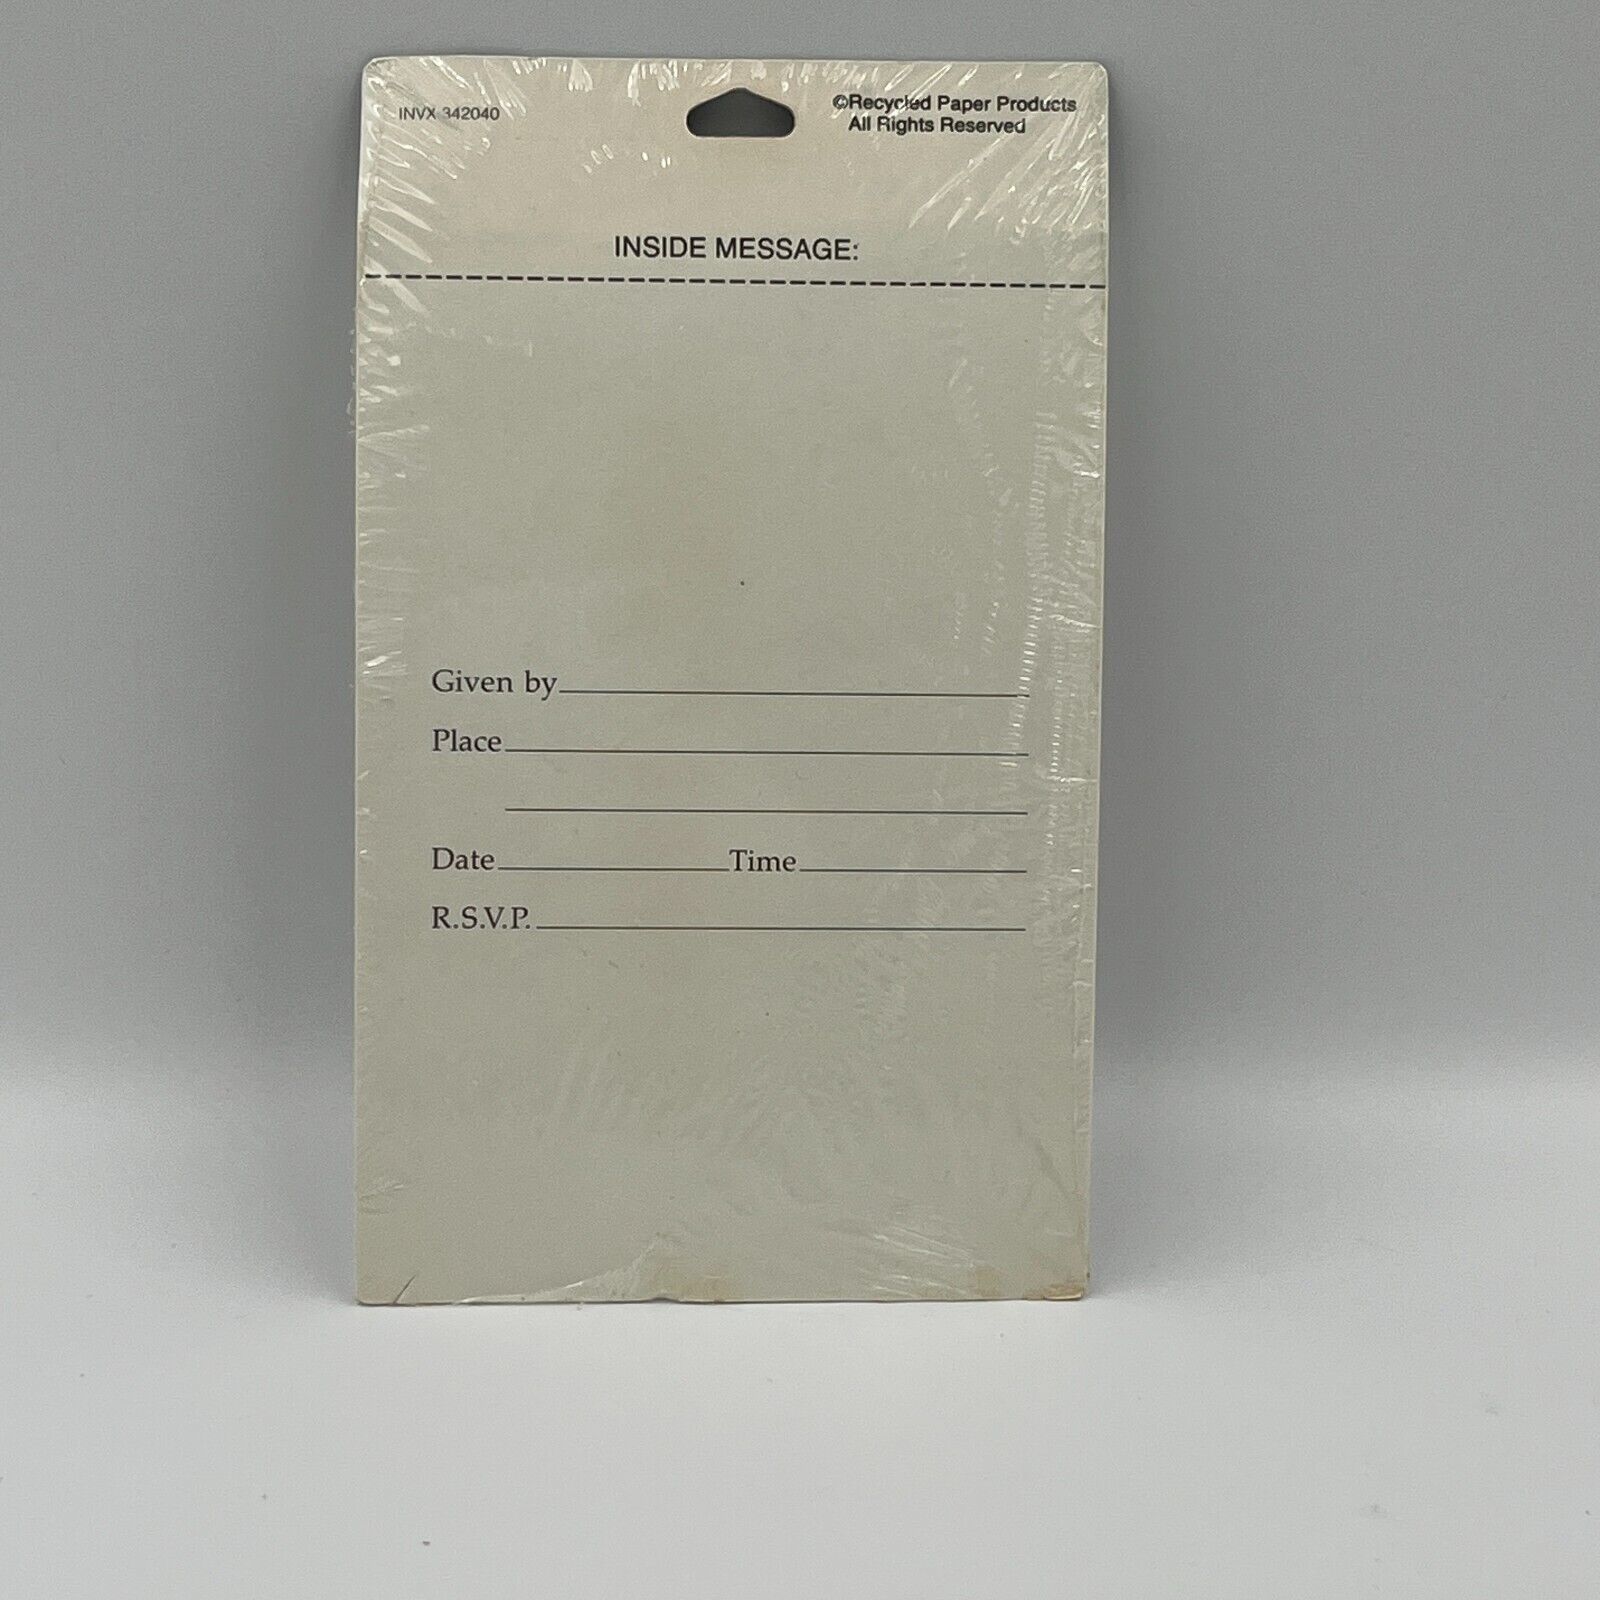 INVX 342040
©Recycled Paper Products
All Rights Reserved
INSIDE MESSAGE:
Given by
Place
Date Time
R.S.V.P.